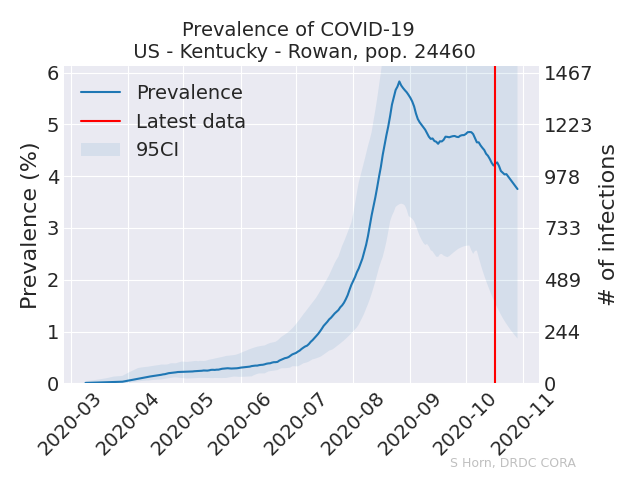 Prevalence of COVID-19
US - Kentucky - Rowan, pop. 24460
Prevalence
Latest data
95CI
Prevalence (%)
6
5
4
3
2
1
0
1467
1223
978
733
489
244
0
# of infections
2020-03
2020-04
2020-05
2020-06
2020-07
2020-08
2020-09
2020-10
2020-11
S Horn, DRDC CORA